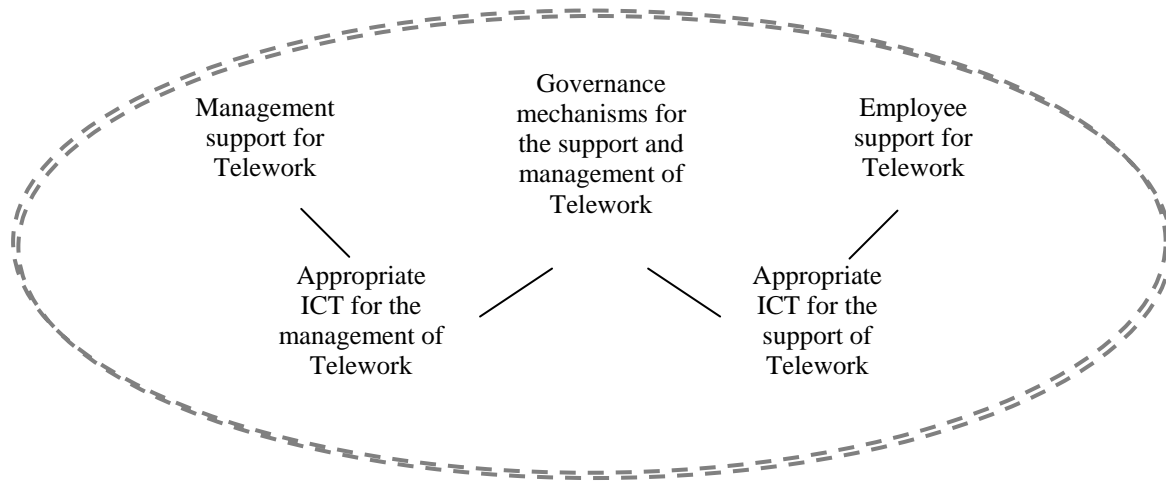 Management
support for
Telework
Governance
mechanisms for
the support and
management of
Telework
Employee
support for
Telework
Appropriate
ICT for the
management of
Telework
Appropriate
ICT for the
support of
Telework